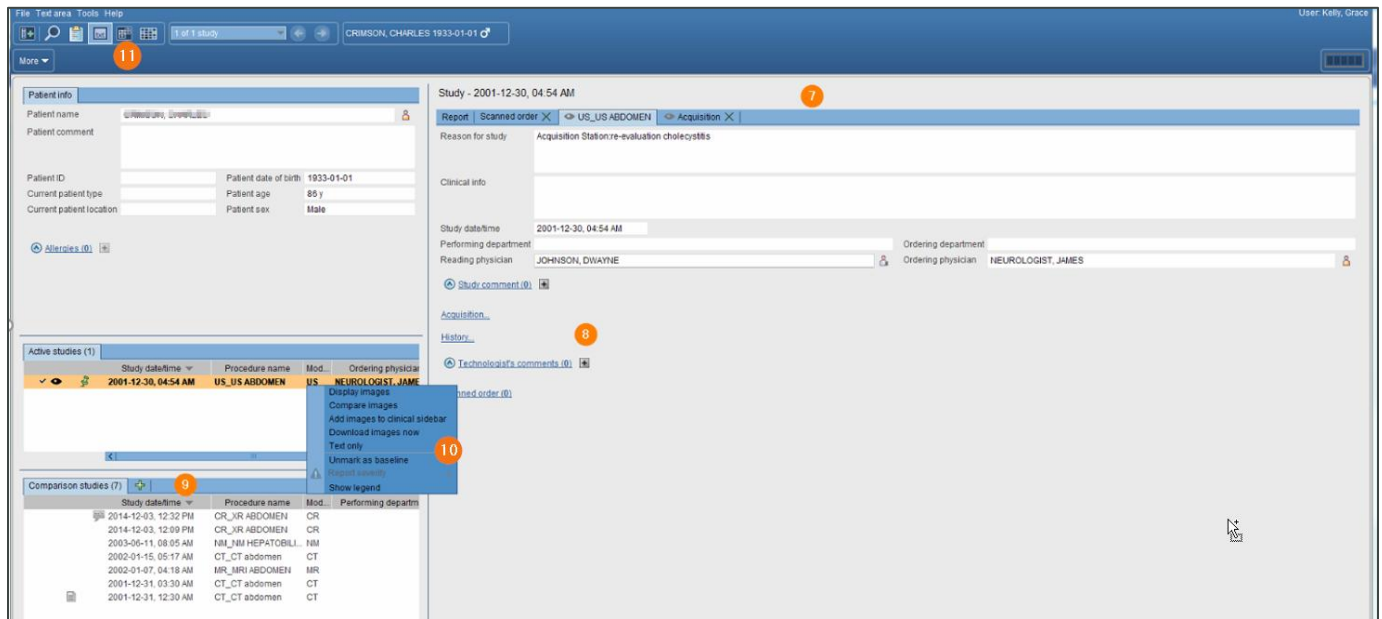 File Text area Tools Help
User: Kelly, Grace
1 of 1 study
CRIMSON, CHARLES 1933-01-01
11
More
Patient info
Patient name
Patient comment
Patient ID
Patient date of birth 1933-01-01
Current patient type
Patient age 86 y
Current patient location
Patient sex Male
Allergies (0)
Study - 2001-12-30, 04:54 AM
7
Report Scanned order US_US ABDOMEN Acquisition
Reason for study Acquisition Station:re-evaluation cholecystitis
Clinical info
Study date/time 2001-12-30, 04:54 AM
Performing department
Ordering department
Reading physician JOHNSON, DWAYNE
Ordering physician NEUROLOGIST, JAMES
Study comment (0)
Acquisition...
History...
8
Technologist's comments (0)
nned order (0)
Active studies (1)
Study date/time Procedure name Mod... Ordering physician
2001-12-30, 04:54 AM US_US ABDOMEN US NEUROLOGIST, JAME
Display images
Compare images
Add images to clinical sidebar
Download images now
Text only
10
Unmark as baseline
Report severity
Show legend
Comparison studies (7)
9
Study date/time Procedure name Mod... Performing departm
2014-12-03, 12:32 PM CR_XR ABDOMEN CR
2014-12-03, 12:09 PM CR_XR ABDOMEN CR
2003-06-11, 08:05 AM NM_NM HEPATOBILI... NM
2002-01-15, 05:17 AM CT_CT abdomen CT
2002-01-07, 04:18 AM MR_MRI ABDOMEN MR
2001-12-31, 03:30 AM CT_CT abdomen CT
2001-12-31, 12:30 AM CT_CT abdomen CT